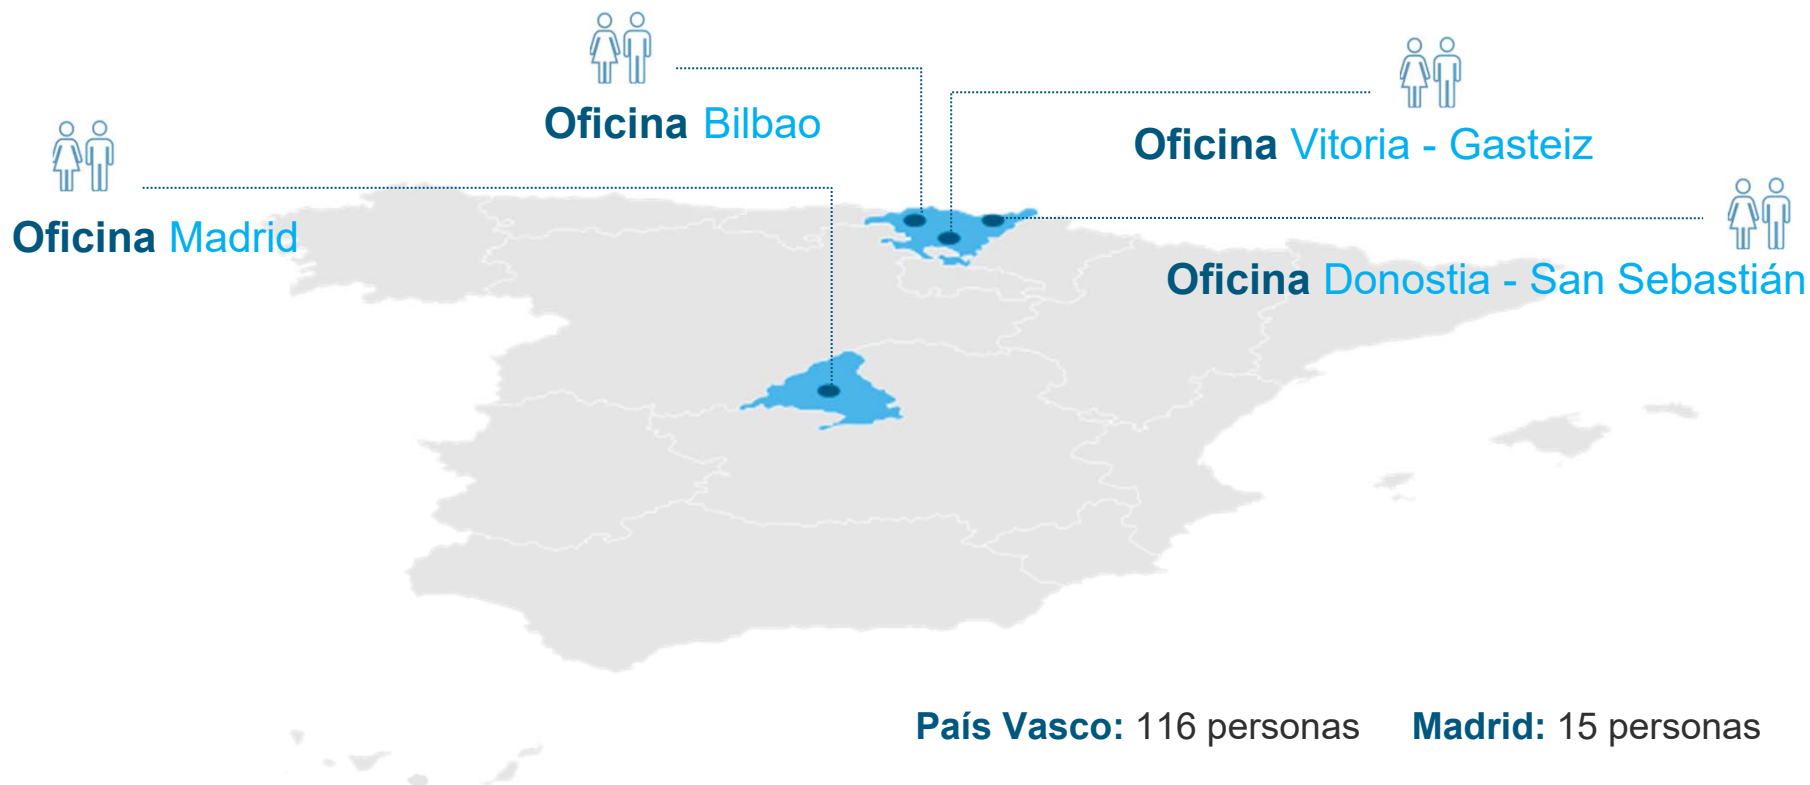 Oficina Bilbao
Oficina Vitoria - Gasteiz
Oficina Madrid
Oficina Donostia - San Sebastián
País Vasco: 116 personas
Madrid: 15 personas